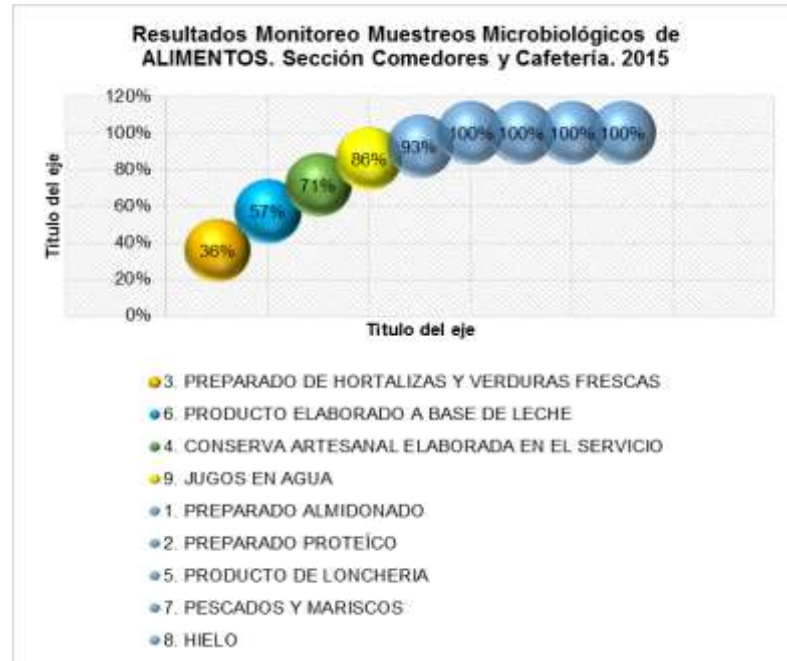 Resultados Monitoreo Muestreos Microbiológicos de
ALIMENTOS. Sección Comedores y Cafetería. 2015
120%
100%
80%
60%
40%
20%
0%
Título del eje
36%
57%
71%
86%
93%
100%
100%
100%
100%
Título del eje
3. PREPARADO DE HORTALIZAS Y VERDURAS FRESCAS
6. PRODUCTO ELABORADO A BASE DE LECHE
4. CONSERVA ARTESANAL ELABORADA EN EL SERVICIO
9. JUGOS EN AGUA
1. PREPARADO ALMIDONADO
2. PREPARADO PROTEÍCO
5. PRODUCTO DE LONCHERIA
7. PESCADOS Y MARISCOS
8. HIELO